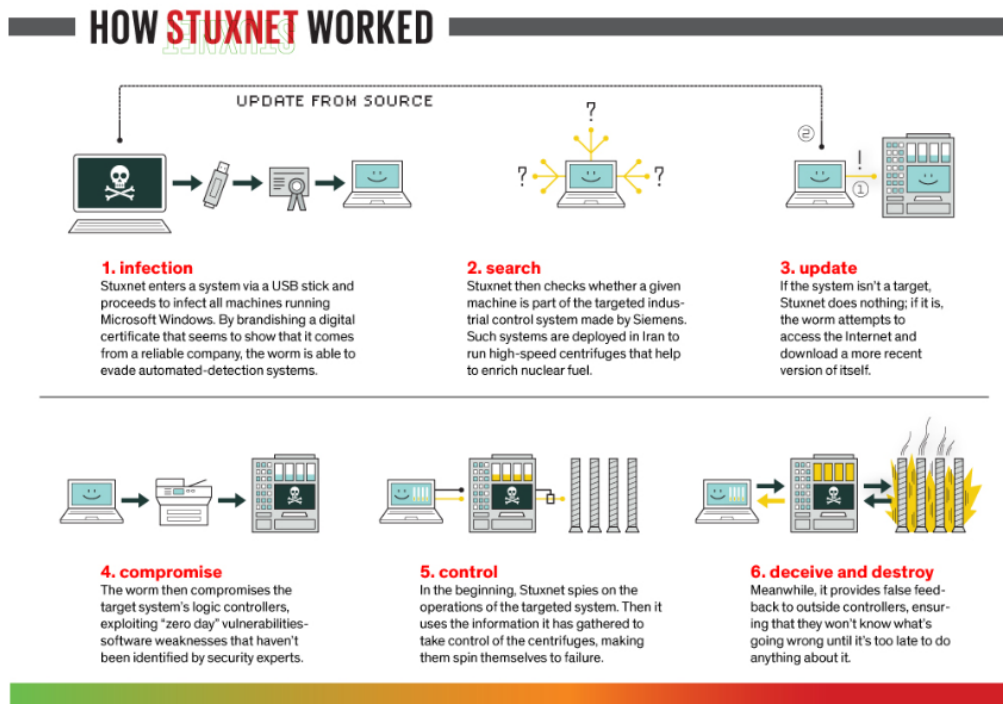 HOW STUXNET WORKED
UPDATE FROM SOURCE
?
?
?
②
!
①
1. infection
Stuxnet enters a system via a USB stick and
proceeds to infect all machines running
Microsoft Windows. By brandishing a digital
certificate that seems to show that it comes
from a reliable company, the worm is able to
evade automated-detection systems.
2. search
Stuxnet then checks whether a given
machine is part of the targeted indus-
trial control system made by Siemens.
Such systems are deployed in Iran to
run high-speed centrifuges that help
to enrich nuclear fuel.
3. update
If the system isn't a target,
Stuxnet does nothing; if it is,
the worm attempts to
access the Internet and
download a more recent
version of itself.
4. compromise
The worm then compromises the
target system's logic controllers,
exploiting "zero day" vulnerabilities-
software weaknesses that haven't
been identified by security experts.
5. control
In the beginning, Stuxnet spies on the
operations of the targeted system. Then it
uses the information it has gathered to
take control of the centrifuges, making
them spin themselves to failure.
6. deceive and destroy
Meanwhile, it provides false feed-
back to outside controllers, ensur-
ing that they won't know what's
going wrong until it's too late to do
anything about it.